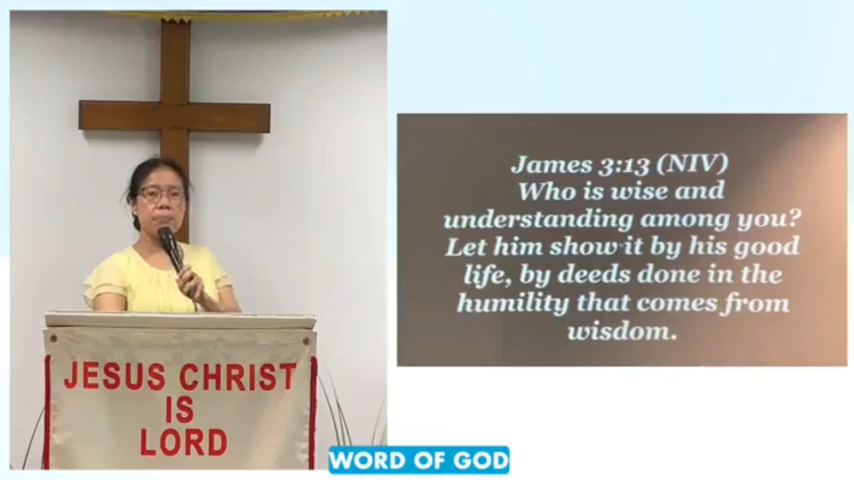 James 3:13 (NIV)
Who is wise and
understanding among you?
Let him show it by his good
life, by deeds done in the
humility that comes from
wisdom.
JESUS CHRIST
IS
LORD
WORD OF GOD